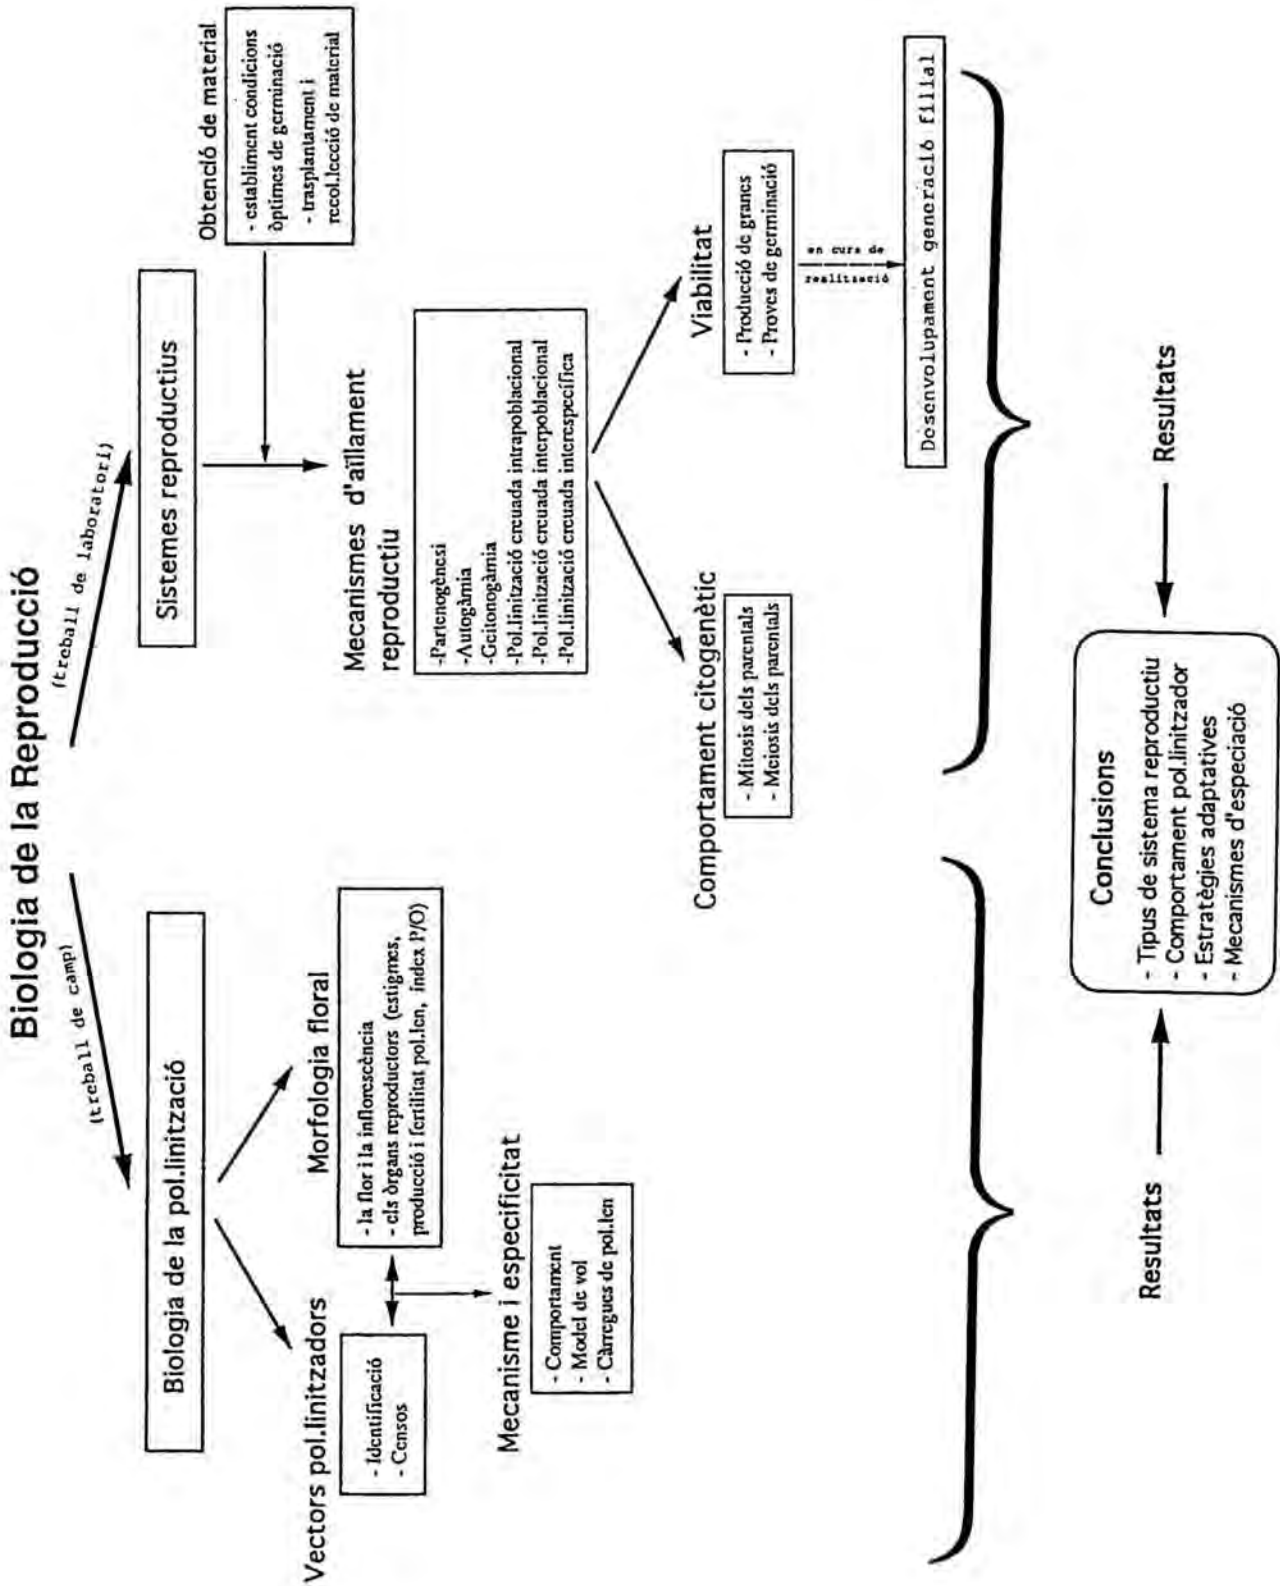 Biologia de la Reproducció
(treball de camp)
(treball de laboratori)
Biologia de la pol.linització
Sistemes reproductius
Obtenció de material
- establiment condicions
òptimes de germinació
- trasplantament i
recol.lecció de material
Vectors pol.linitzadors
- Identificació
- Censos
Morfologia floral
- la flor i la inflorescència
- els òrgans reproductors (estigmes,
producció i fertilitat pol.len, index P/O)
Mecanisme i especificitat
- Comportament
- Model de vol
- Càrregues de pol.len
Mecanismes d'aïllament
reproductiu
-Partenogènesi
-Autogàmia
-Geitonogàmia
-Pol.linització creuada intrapoblacional
-Pol.linització creuada interpoblacional
-Pol.linització creuada interespecífica
Comportament citogenètic
- Mitosis dels parentals
- Meiosis dels parentals
Viabilitat
- Producció de granes
- Proves de germinació
en curs de
realització
Desenvolupament generació filial
Resultats
Resultats
Conclusions
- Tipus de sistema reproductiu
- Comportament pol.linitzador
- Estratègies adaptatives
- Mecanismes d'especiació